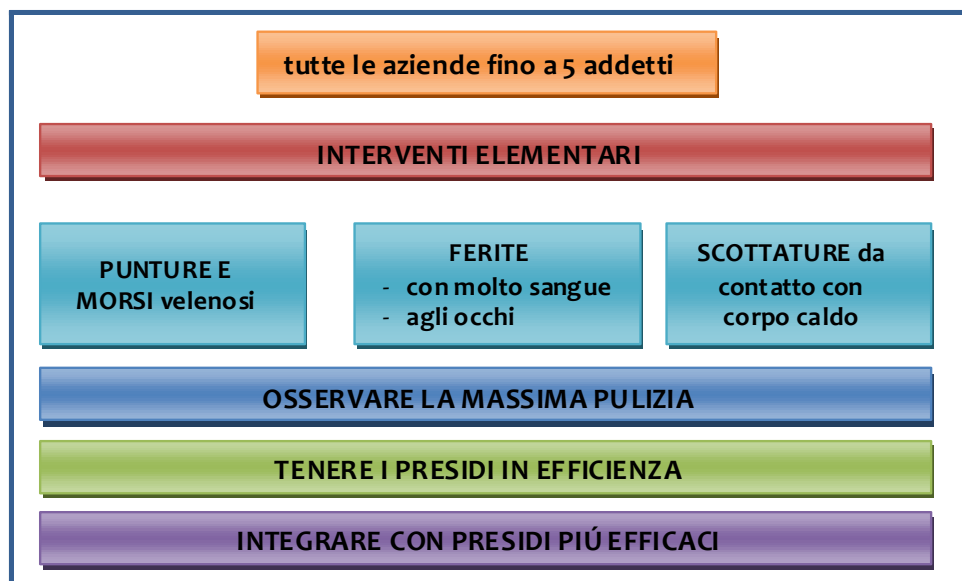 tutte le aziende fino a 5 addetti
INTERVENTI ELEMENTARI
PUNTURE E
MORSI velenosi
FERITE
- con molto sangue
- agli occhi
SCOTTATURE da
contatto con
corpo caldo
OSSERVARE LA MASSIMA PULIZIA
TENERE I PRESIDI IN EFFICIENZA
INTEGRARE CON PRESIDI PIÚ EFFICACI